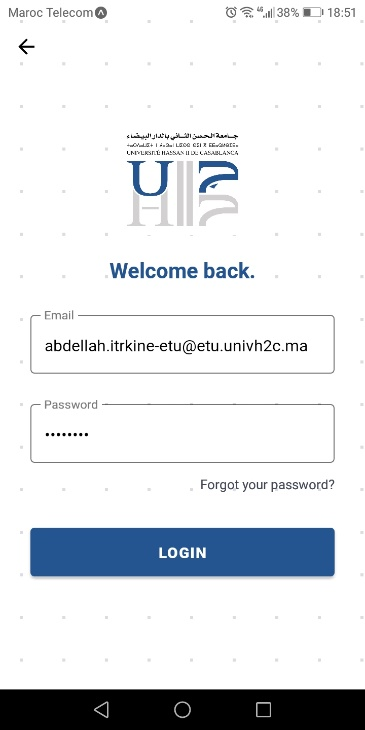 Maroc Telecom
4G 38% 18:51
جامعة الحسن الثاني بالدار البيضاء
UNIVERSITÉ HASSAN II DE CASABLANCA
Welcome back.
Email
abdellah.itrkine-etu@etu.univh2c.ma
Password
••••••••
Forgot your password?
LOGIN